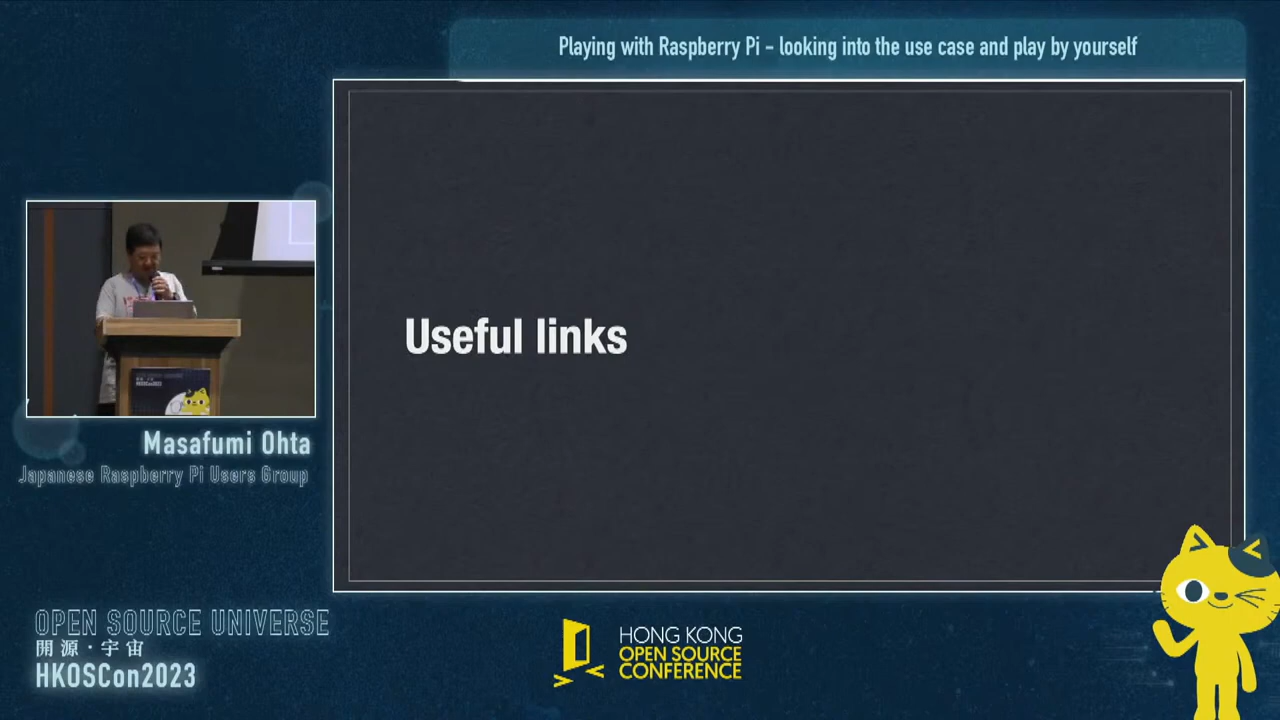 Playing with Raspberry Pi - looking into the use case and play by yourself
Useful links
Masafumi Ohta
Japanese Raspberry Pi Users Group
OPEN SOURCE UNIVERSE
開源・宇宙
HKOSCon2023
HONG KONG
OPEN SOURCE
CONFERENCE